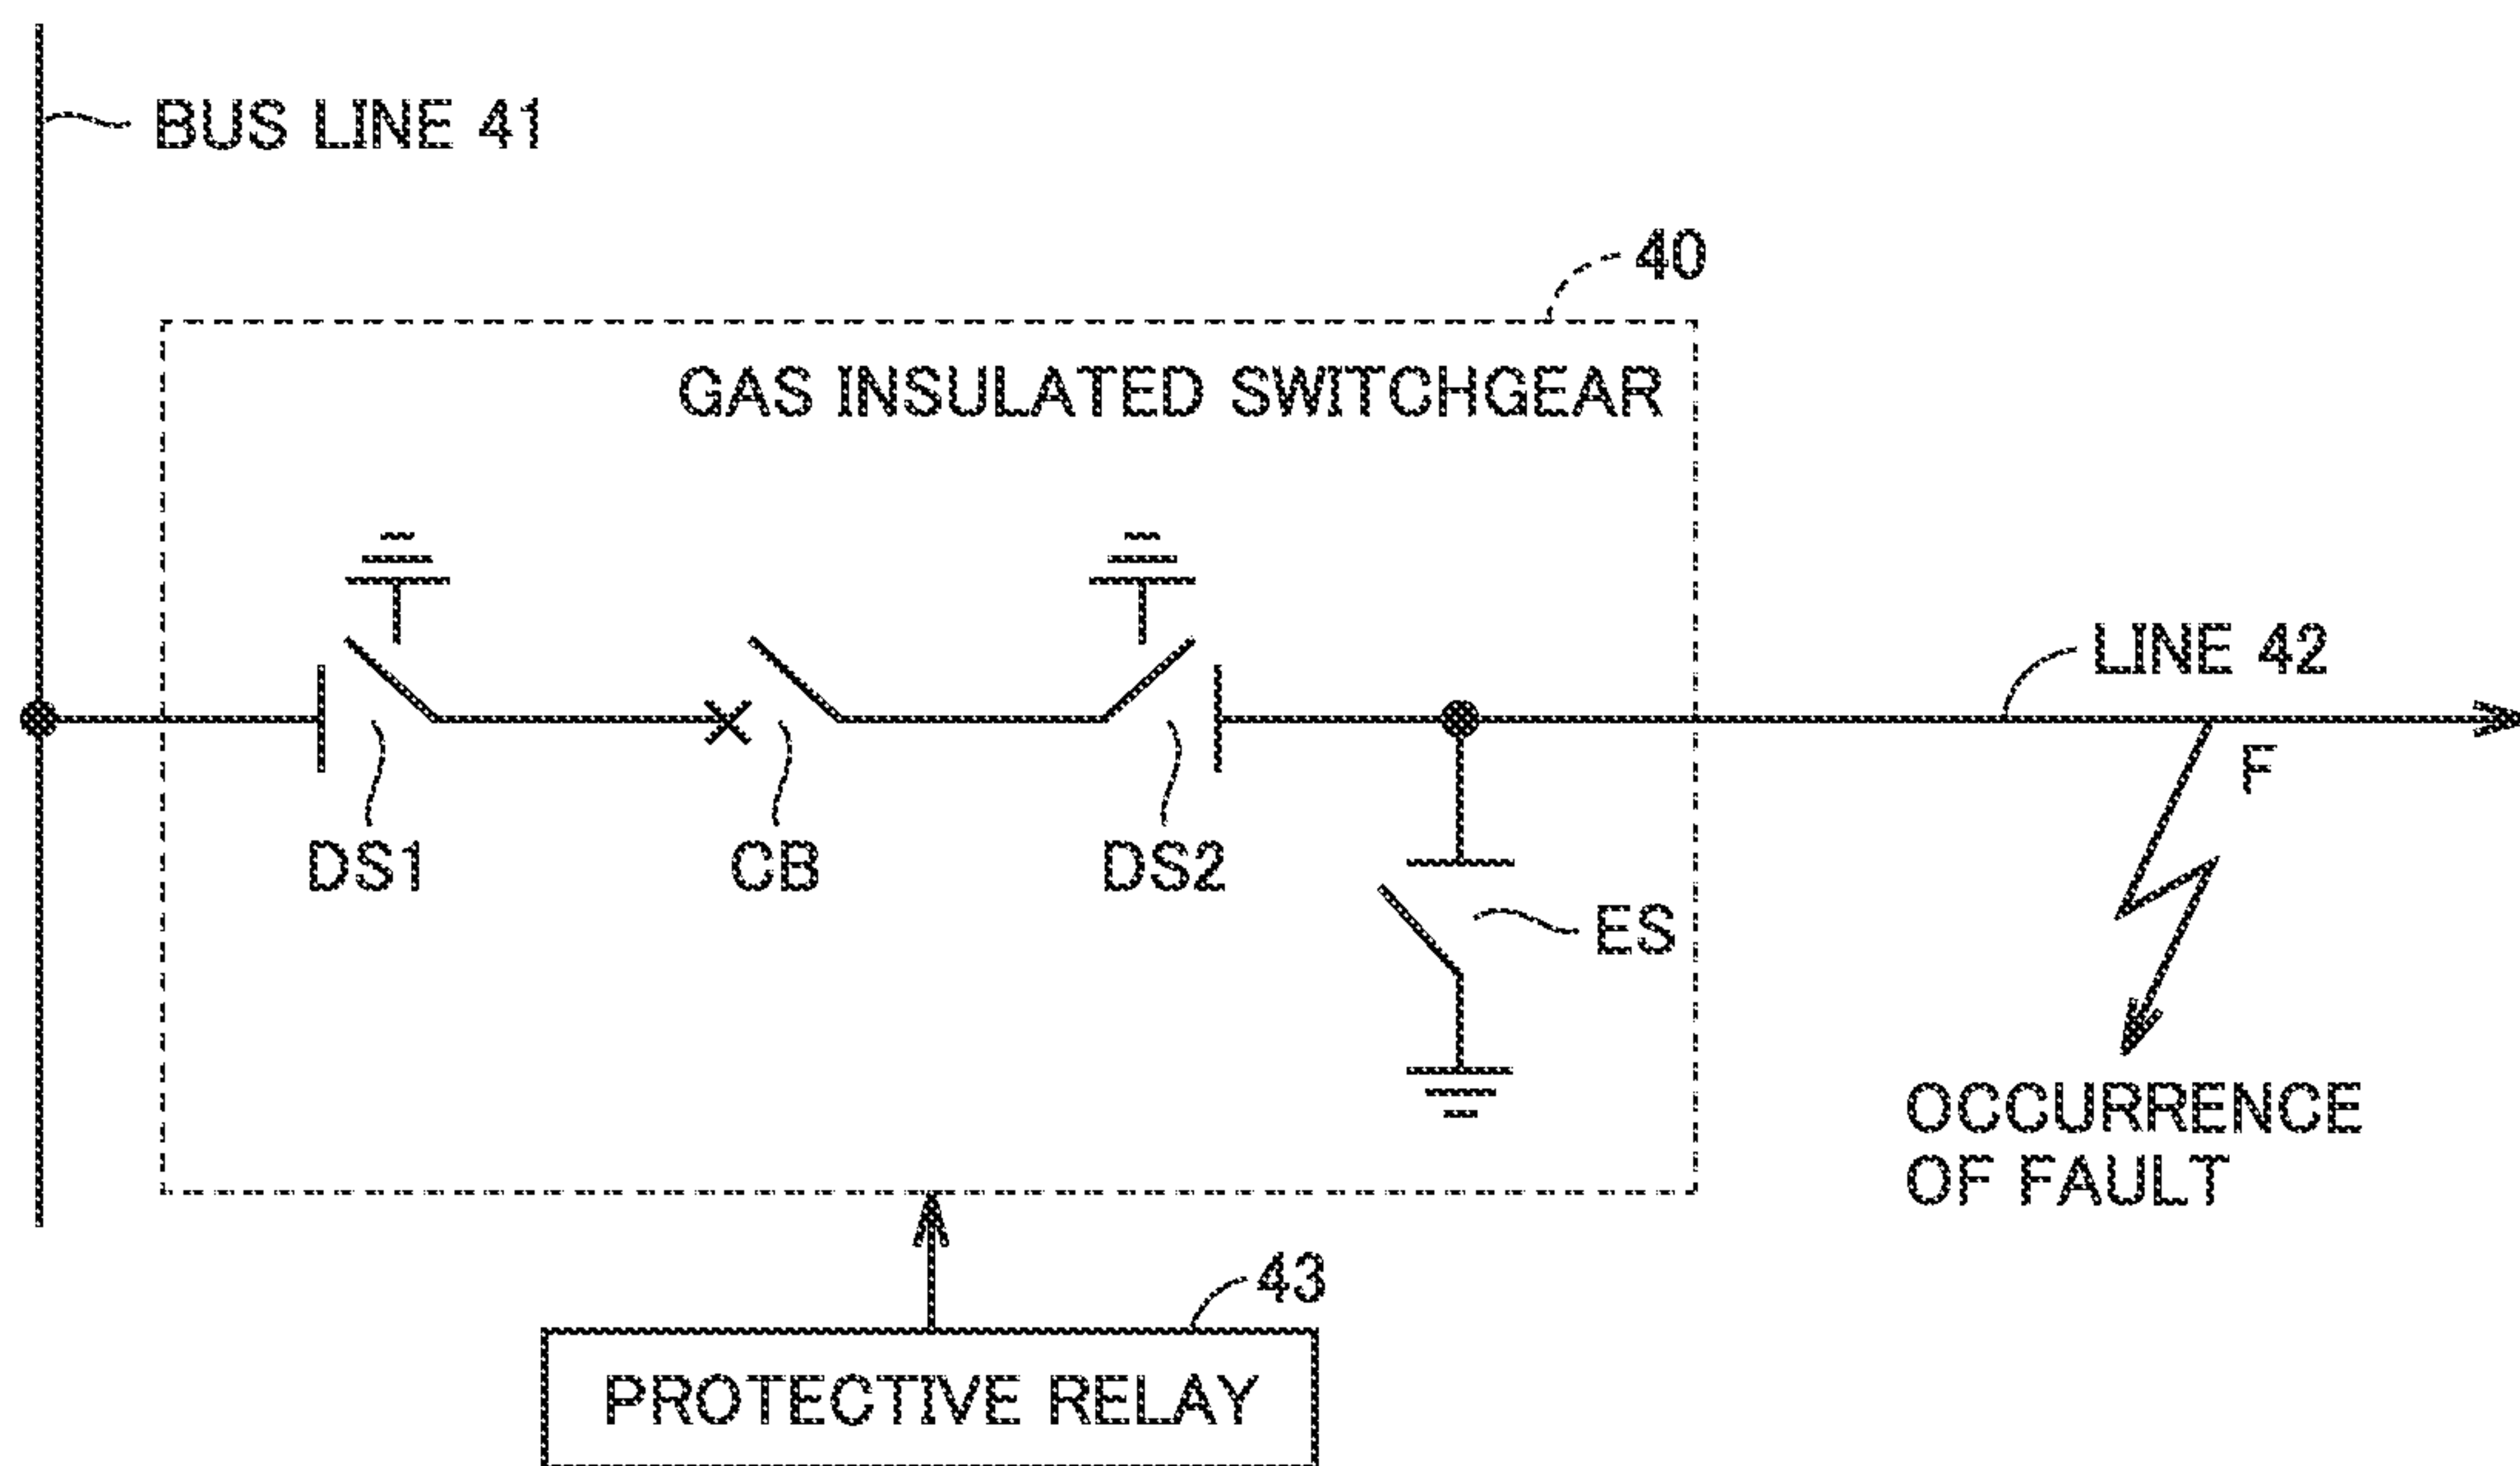 BUS LINE 41
40
GAS INSULATED SWITCHGEAR
LINE 42
F
DS1
CB
DS2
ES
OCCURRENCE
OF FAULT
43
PROTECTIVE RELAY